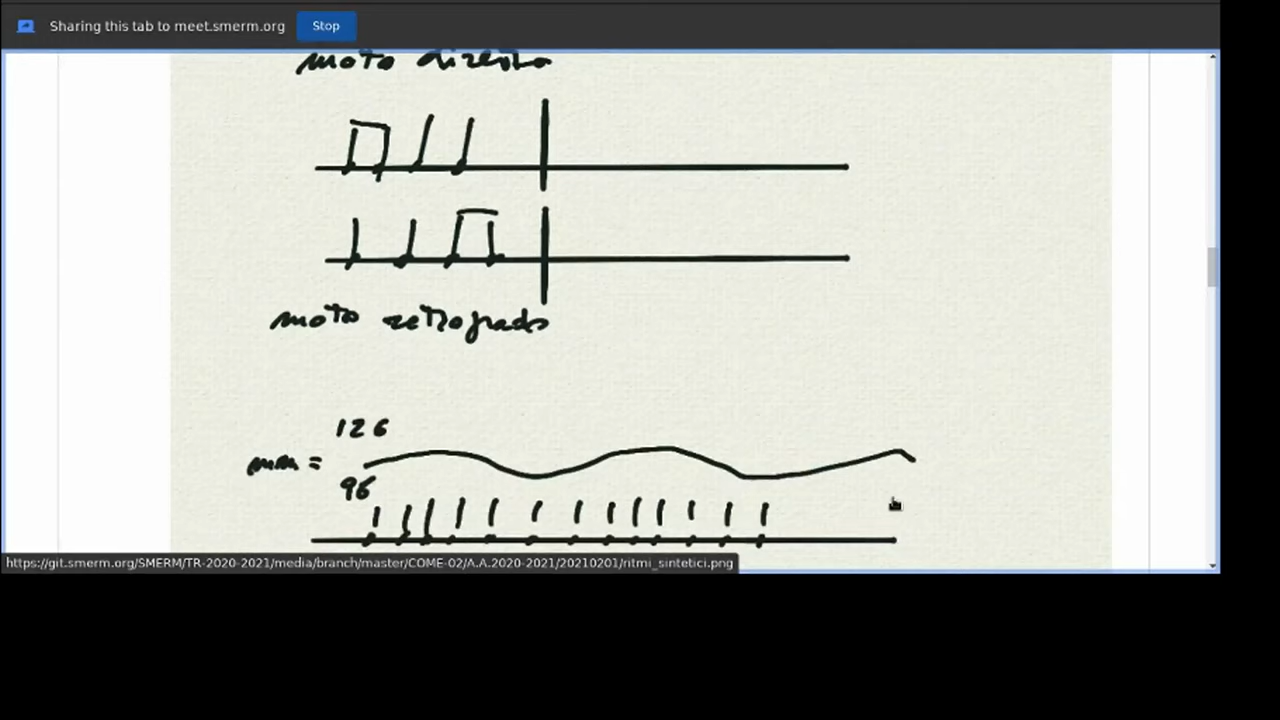 Sharing this tab to meet.smerm.org Stop
moto diretto
moto retrogrado
126
mm =
96
https://git.smerm.org/SMERM/TR-2020-2021/media/branch/master/COME-02/A.A.2020-2021/20210201/ritmi_sintetici.png